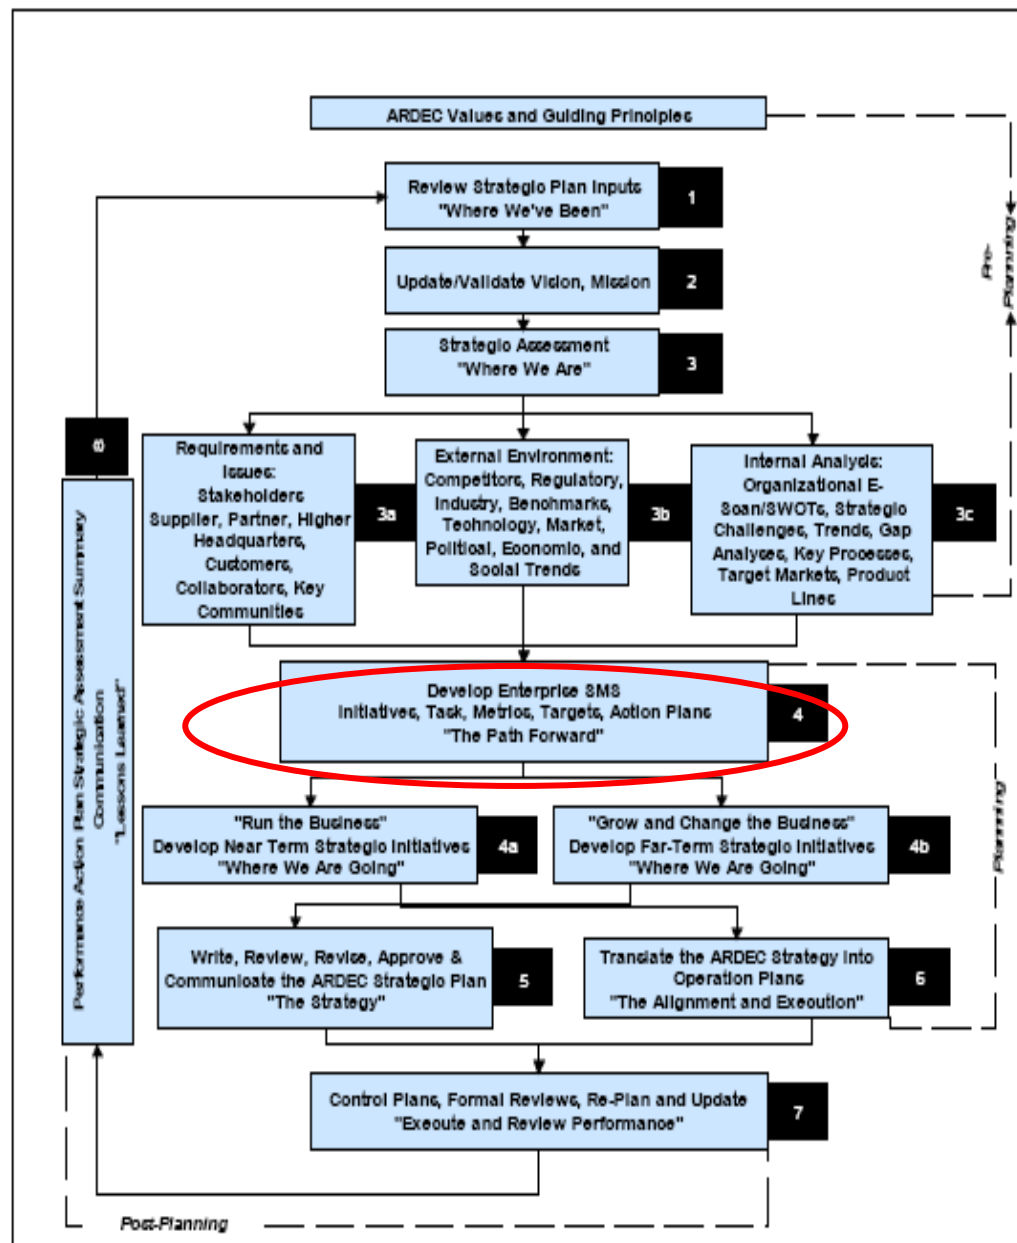 ARDEC Values and Guiding Principles
Review Strategic Plan Inputs
"Where We've Been"
1
Update/Validate Vision, Mission
2
Strategic Assessment
"Where We Are"
3
Pre-
Planning
Requirements and
Issues:
Stakeholders
Supplier, Partner, Higher
Headquarters,
Customers,
Collaborators, Key
Communities
3a
External Environment:
Competitors, Regulatory,
Industry, Benchmarks,
Technology, Market,
Political, Economic, and
Social Trends
3b
Internal Analysis:
Organizational E-
Scan/SWOTs, Strategic
Challenges, Trends, Gap
Analyses, Key Processes,
Target Markets, Product
Lines
3c
Develop Enterprise SMS
Initiatives, Task, Metrics, Targets, Action Plans
"The Path Forward"
4
"Run the Business"
Develop Near Term Strategic Initiatives
"Where We Are Going"
4a
"Grow and Change the Business"
Develop Far-Term Strategic Initiatives
"Where We Are Going"
4b
Planning
Write, Review, Revise, Approve &
Communicate the ARDEC Strategic Plan
"The Strategy"
5
Translate the ARDEC Strategy into
Operation Plans
"The Alignment and Execution"
6
Control Plans, Formal Reviews, Re-Plan and Update
"Execute and Review Performance"
7
8
Performance Action Plan Strategic Assessment Summary
Communication
"Lessons Learned"
Post-Planning